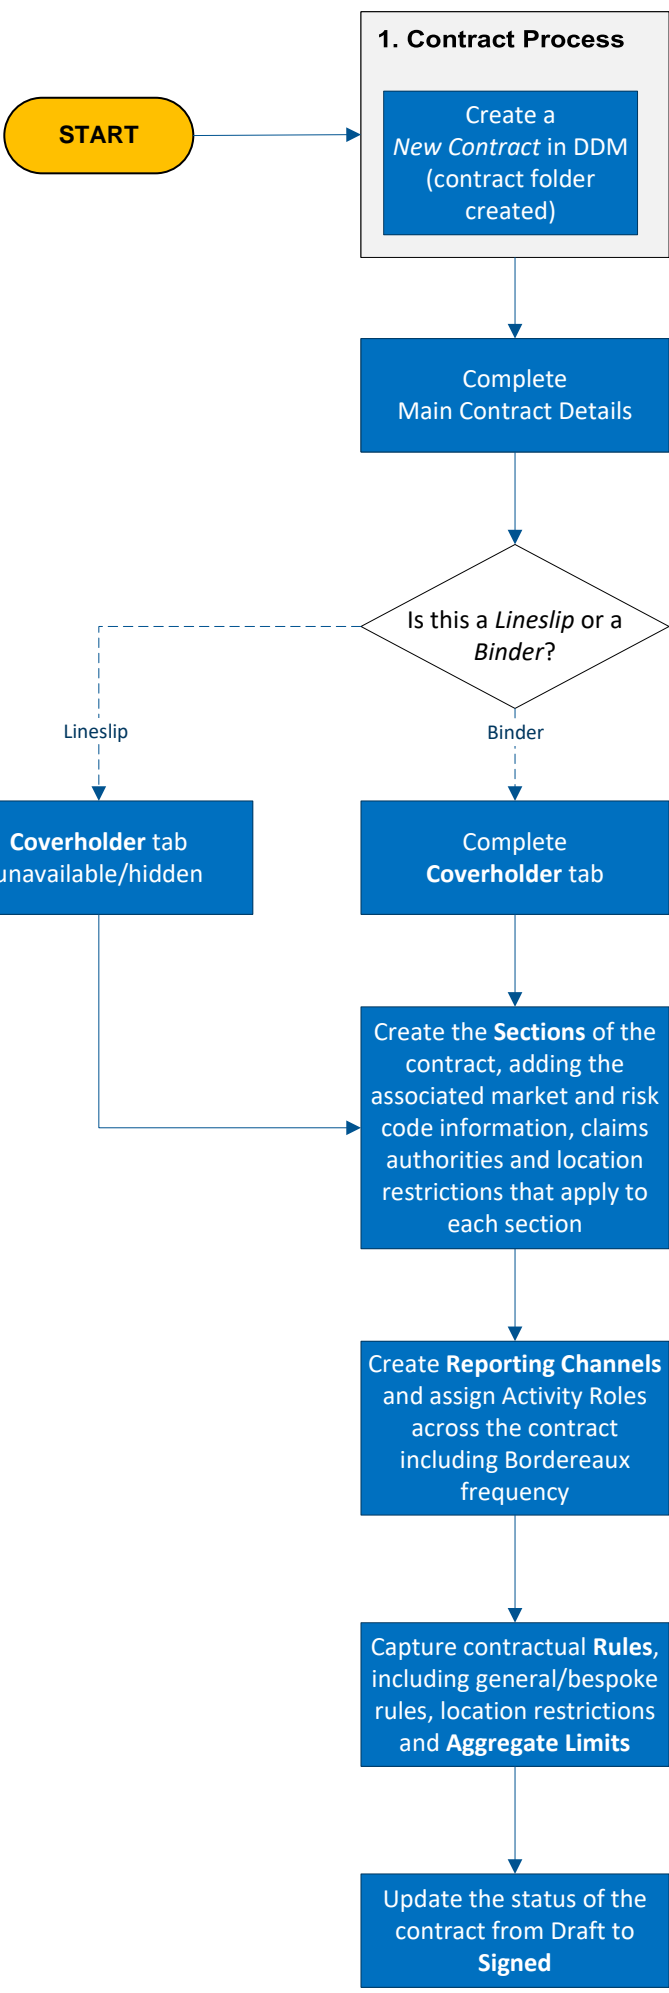 1. Contract Process
START
Create a
New Contract in DDM
(contract folder
created)
Complete
Main Contract Details
Is this a Lineslip or a
Binder?
Lineslip
Binder
Coverholder tab
unavailable/hidden
Complete
Coverholder tab
Create the Sections of the
contract, adding the
associated market and risk
code information, claims
authorities and location
restrictions that apply to
each section
Create Reporting Channels
and assign Activity Roles
across the contract
including Bordereaux
frequency
Capture contractual Rules,
including general/bespoke
rules, location restrictions
and Aggregate Limits
Update the status of the
contract from Draft to
Signed